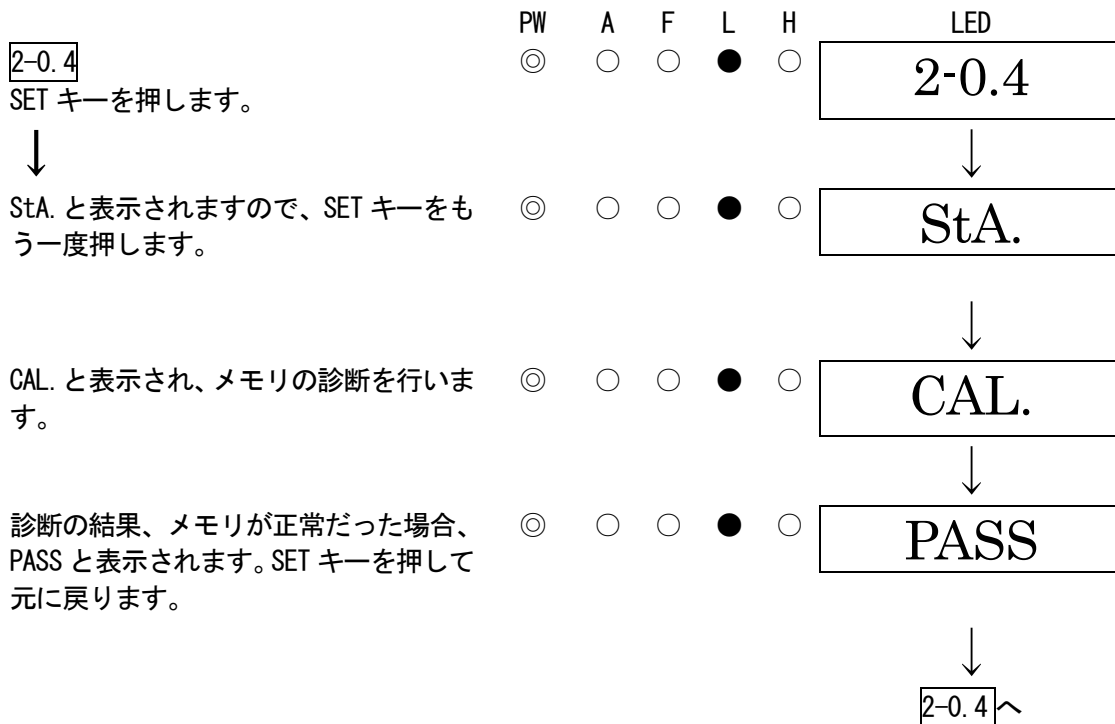 PW A F L H LED
2-0.4 ◎ ○ ○ ● ○ 2-0.4
SET キーを押します。
↓ ↓
StA. と表示されますので、SET キーをも ◎ ○ ○ ● ○ StA.
う一度押します。
↓
CAL. と表示され、メモリの診断を行いま ◎ ○ ○ ● ○ CAL.
す。
↓
診断の結果、メモリが正常だった場合、 ◎ ○ ○ ● ○ PASS
PASS と表示されます。SET キーを押して
元に戻ります。
↓
2-0.4 へ